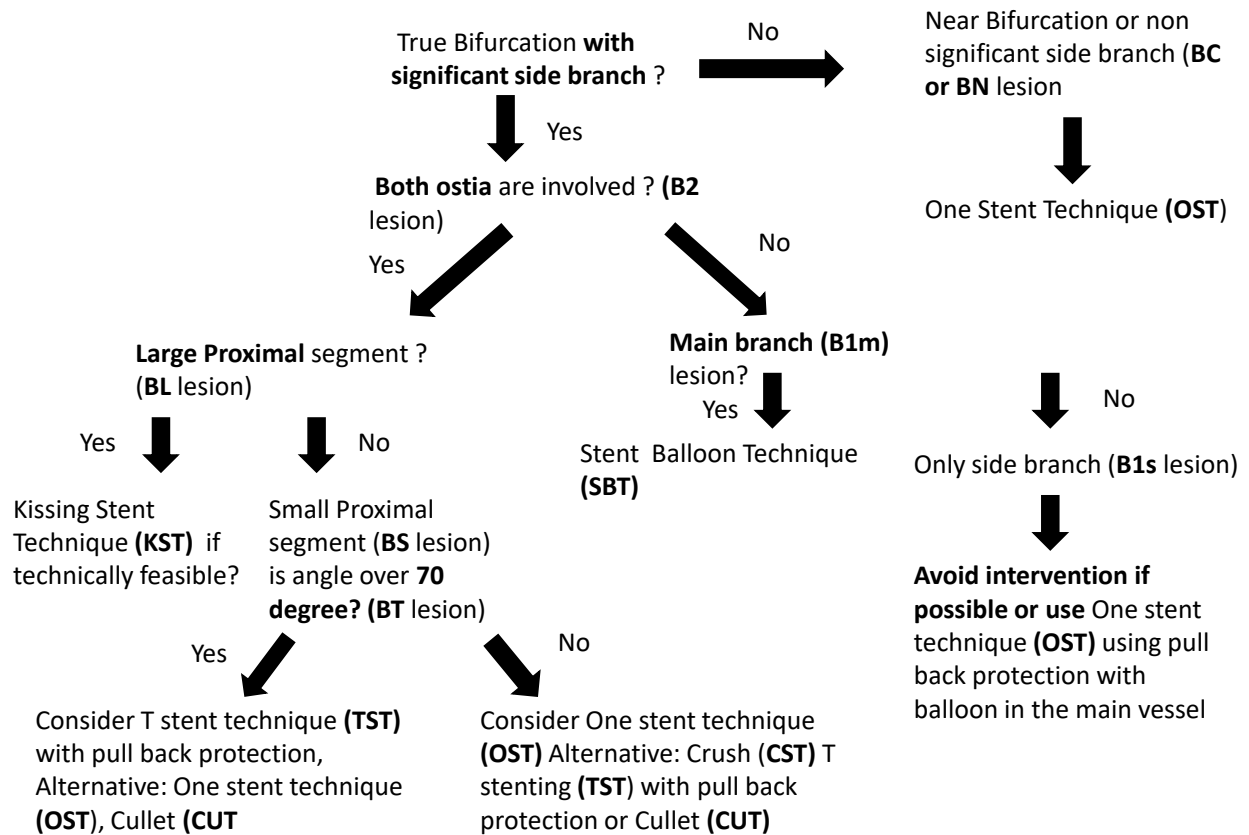 True Bifurcation with
significant side branch ?
No
Near Bifurcation or non
significant side branch (BC
or BN lesion
Yes
Both ostia are involved ? (B2
lesion)
One Stent Technique (OST)
Yes
No
Large Proximal segment ?
(BL lesion)
Main branch (B1m)
lesion?
Yes
No
Yes
No
Stent Balloon Technique
(SBT)
Only side branch (B1s lesion)
Kissing Stent
Technique (KST) if
technically feasible?
Small Proximal
segment (BS lesion)
is angle over 70
degree? (BT lesion)
Avoid intervention if
possible or use One stent
technique (OST) using pull
back protection with
balloon in the main vessel
Yes
No
Consider T stent technique (TST)
with pull back protection,
Alternative: One stent technique
(OST), Cullet (CUT
Consider One stent technique
(OST) Alternative: Crush (CST) T
stenting (TST) with pull back
protection or Cullet (CUT)